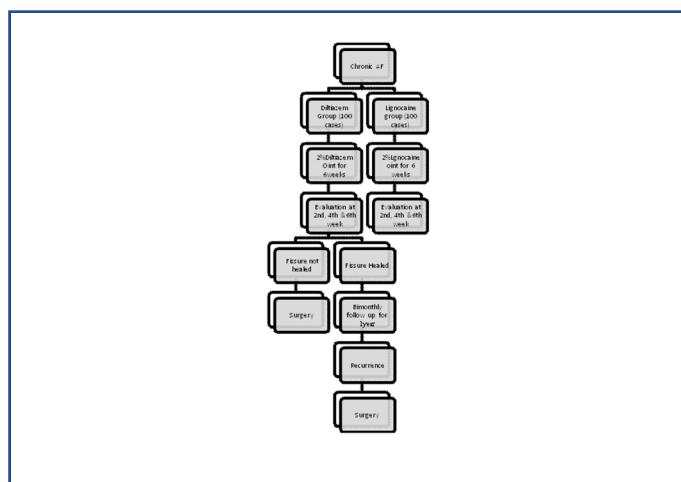 Chronic AF
Diltiazem
Group (100
cases)
Lignocaine
group (100
cases)
2%Diltiazem
Oint for
6weeks
2%Lignocaine
oint for 6
weeks
Evaluation at
2nd, 4th & 6th
week
Evaluation at
2nd, 4th & 6th
week
Fissure not
healed
Fissure Healed
Surgery
Bimonthly
follow up for
1year
Recurrence
Surgery